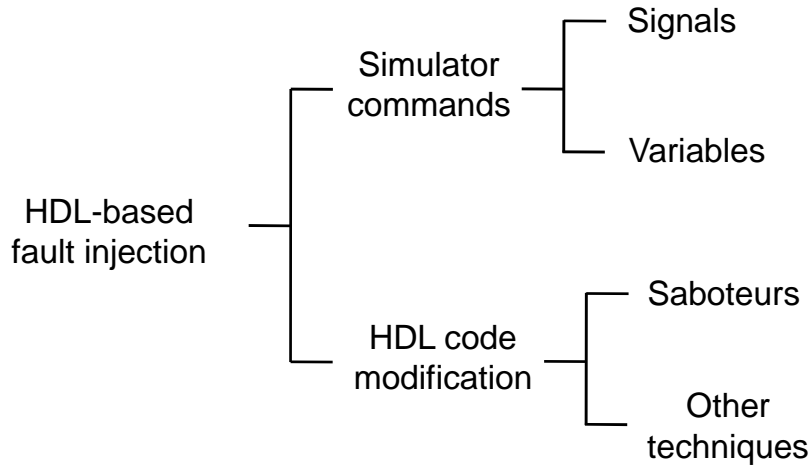 Signals
Simulator
commands
Variables
HDL-based
fault injection
Saboteurs
HDL code
modification
Other
techniques